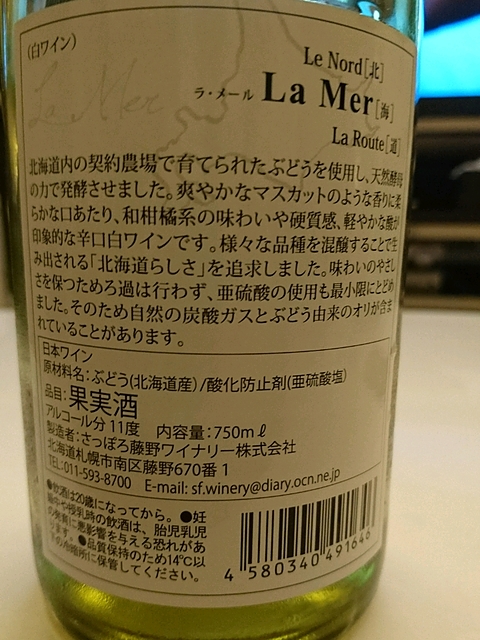 (白ワイン)
Le Nord[北]
ラ・メール La Mer[海]
La Route[道]
La Mer
北海道内の契約農場で育てられたぶどうを使用し、天然酵母
の力で発酵させました。爽やかなマスカットのような香りに柔
らかな口あたり、和柑橘系の味わいや硬質感、軽やかな酸が
印象的な辛口白ワインです。様々な品種を混醸することで生
み出される「北海道らしさ」を追求しました。味わいのやさし
さを保つためろ過は行わず、亜硫酸の使用も最小限にとどめ
ました。そのため自然の炭酸ガスとぶどう由来のオリが含ま
れていることがあります。
日本ワイン
原材料名:ぶどう(北海道産)/酸化防止剤(亜硫酸塩)
品目:果実酒
アルコール分 11度 内容量:750mℓ
製造者:さっぽろ藤野ワイナリー株式会社
北海道札幌市南区藤野670番1
TEL:011-593-8700 E-mail: sf.winery@diary.ocn.ne.jp
●飲酒は20歳になってから。●妊
娠中や授乳時の飲酒は、胎児乳児
の発育に悪影響を与える恐れがあ
ります。●品質保持のため14℃以
下の冷暗所に保管してください。
4 580340 491646